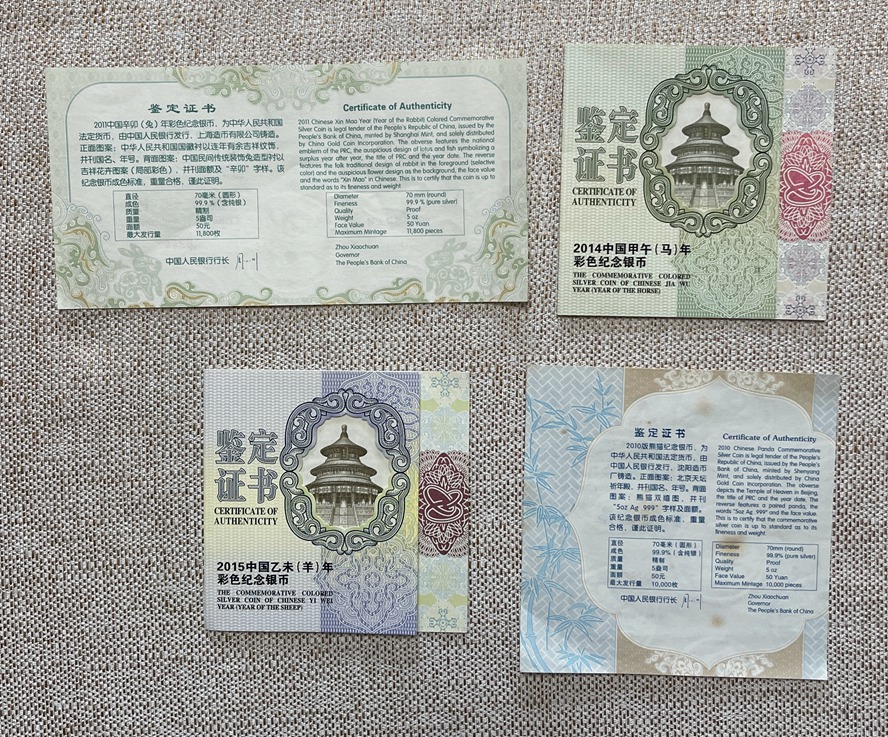 鉴定证书
2011中国辛卯（兔）年彩色纪念银币，为中华人民共和国
法定货币，由中国人民银行发行，上海造币有限公司铸造。
正面图案：中华人民共和国国徽衬以连年有余吉祥纹饰，
并刊国名、年号。背面图案：中国民间传统装饰兔造型衬以
吉祥花卉图案（局部彩色），并刊面额及“辛卯”字样。该
纪念银币成色标准，重量合格，谨此证明。
直径 70毫米（圆形）
成色 99.9%（含纯银）
质量 精制
重量 5盎司
面额 50元
最大发行量 11,800枚
中国人民银行行长
Certificate of Authenticity
2011 Chinese Xin Mao Year (Year of the Rabbit) Colored Commemorative
Silver Coin is legal tender of the People's Republic of China, issued by the
People's Bank of China, minted by Shanghai Mint, and solely distributed
by China Gold Coin Incorporation. The obverse features the national
emblem of the PRC, the auspicious design of lotus and fish symbolizing a
surplus year after year, the title of PRC and the year date. The reverse
features the folk traditional design of rabbit in the foreground (selective
color) and the auspicious flower design as the background, the face value
and the words "Xin Mao" in Chinese. This is to certify that the coin is up to
standard as to its fineness and weight
Diameter 70 mm (round)
Fineness 99.9 % (pure silver)
Quality Proof
Weight 5 oz
Face Value 50 Yuan
Maximum Mintage 11,800 pieces
Zhou Xiaochuan
Governor
The People's Bank of China
鉴定
证书
CERTIFICATE OF
AUTHENTICITY
2014中国甲午（马）年
彩色纪念银币
THE COMMEMORATIVE COLORED
SILVER COIN OF CHINESE JIA WU
YEAR (YEAR OF THE HORSE)
鉴定
证书
CERTIFICATE OF
AUTHENTICITY
2015中国乙未（羊）年
彩色纪念银币
THE COMMEMORATIVE COLORED
SILVER COIN OF CHINESE YI WEI
YEAR (YEAR OF THE SHEEP)
鉴定证书
2010版熊猫纪念银币，为
中华人民共和国法定货币，由
中国人民银行发行，沈阳造币
厂铸造。正面图案：北京天坛
祈年殿，并刊国名、年号。背面
图案：熊猫双嬉图，并刊
“5oz Ag .999”字样及面额。
该纪念银币成色标准，重量
合格，谨此证明。
直径 70毫米（圆形）
成色 99.9%（含纯银）
质量 精制
重量 5盎司
面额 50元
最大发行量 10,000枚
中国人民银行行长
Certificate of Authenticity
2010 Chinese Panda Commemorative
Silver Coin is legal tender of the People's
Republic of China, issued by the People's
Bank of China, minted by Shenyang
Mint, and solely distributed by China
Gold Coin Incorporation. The obverse
depicts the Temple of Heaven in Beijing,
the title of PRC and the year date. The
reverse features a paired panda, the
words "5oz Ag .999" and the face value.
This is to certify that the commemorative
silver coin is up to standard as to its
fineness and weight.
Diameter 70mm (round)
Fineness 99.9% (pure silver)
Quality Proof
Weight 5 oz
Face Value 50 Yuan
Maximum Mintage 10,000 pieces
Zhou Xiaochuan
Governor
The People's Bank of China